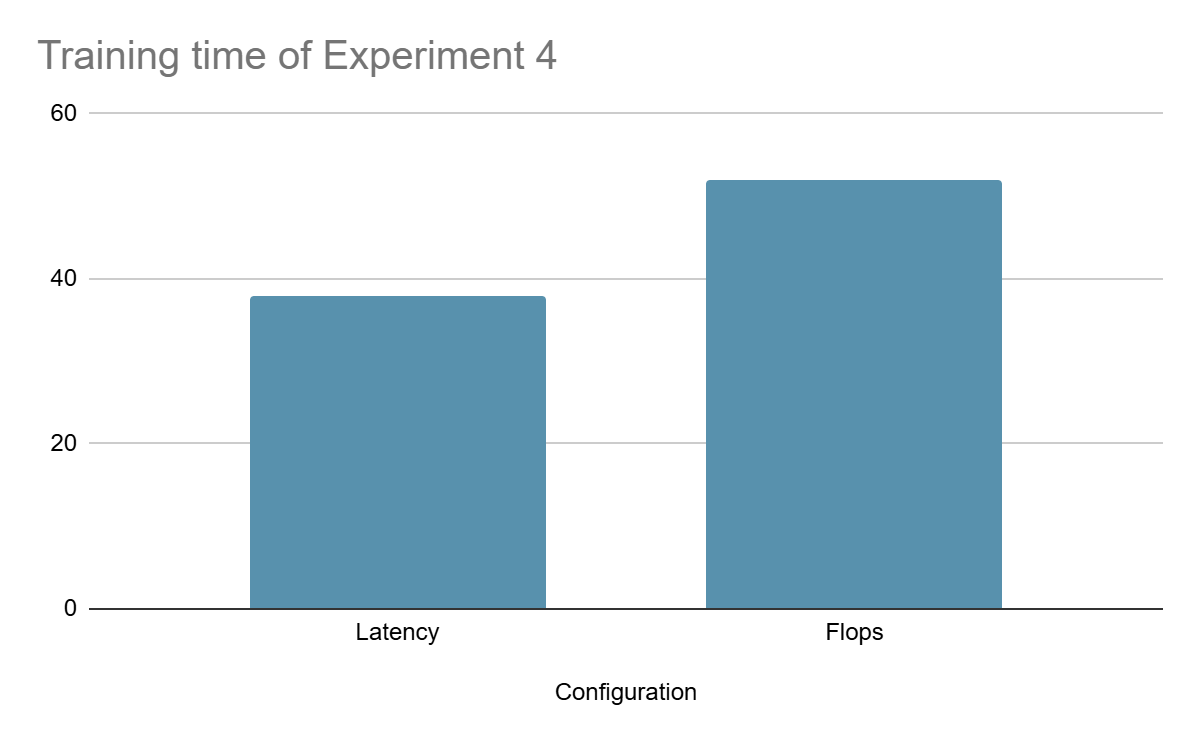 Training time of Experiment 4
60
40
20
0
Latency Flops
Configuration